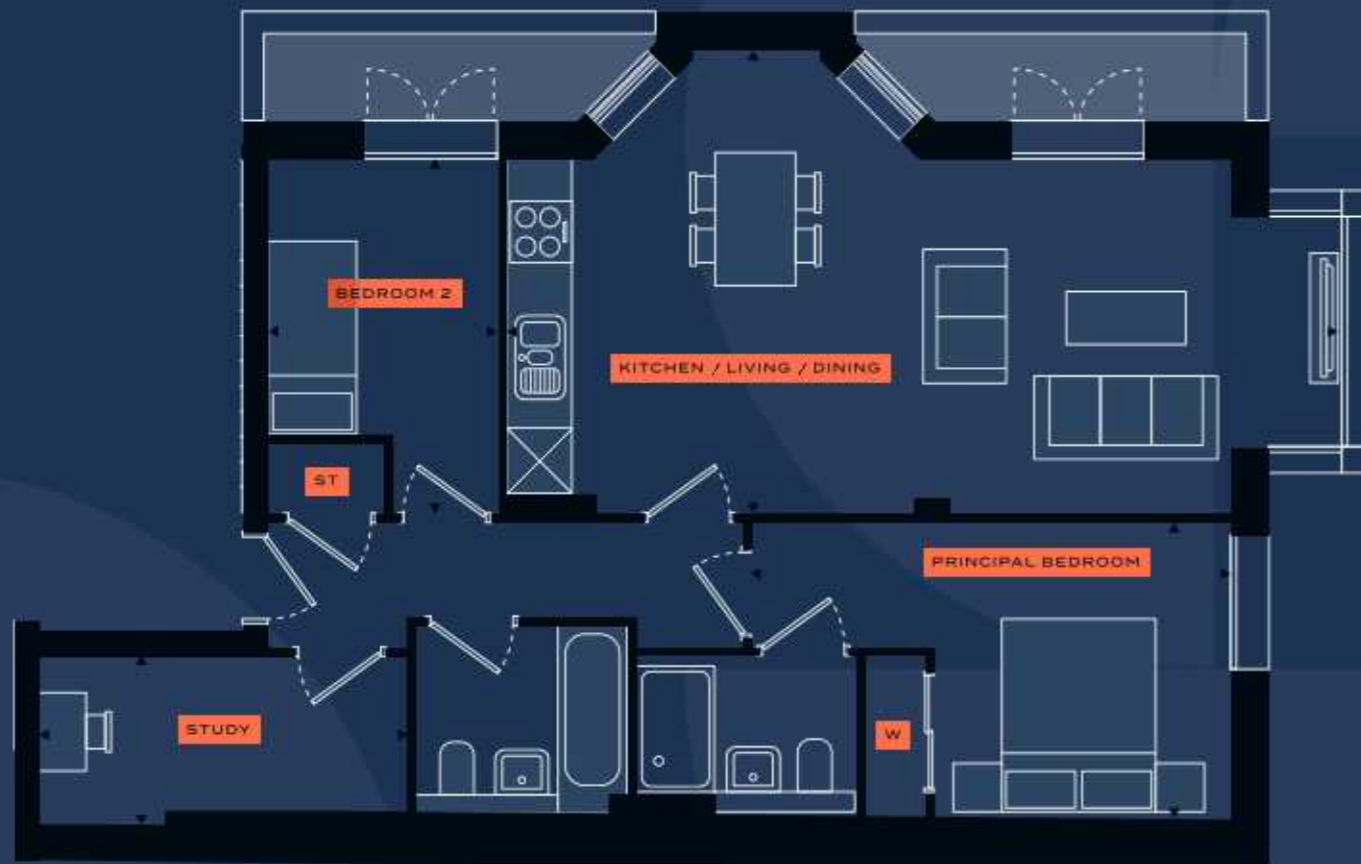 BEDROOM 2
KITCHEN / LIVING / DINING
ST
PRINCIPAL BEDROOM
STUDY
W